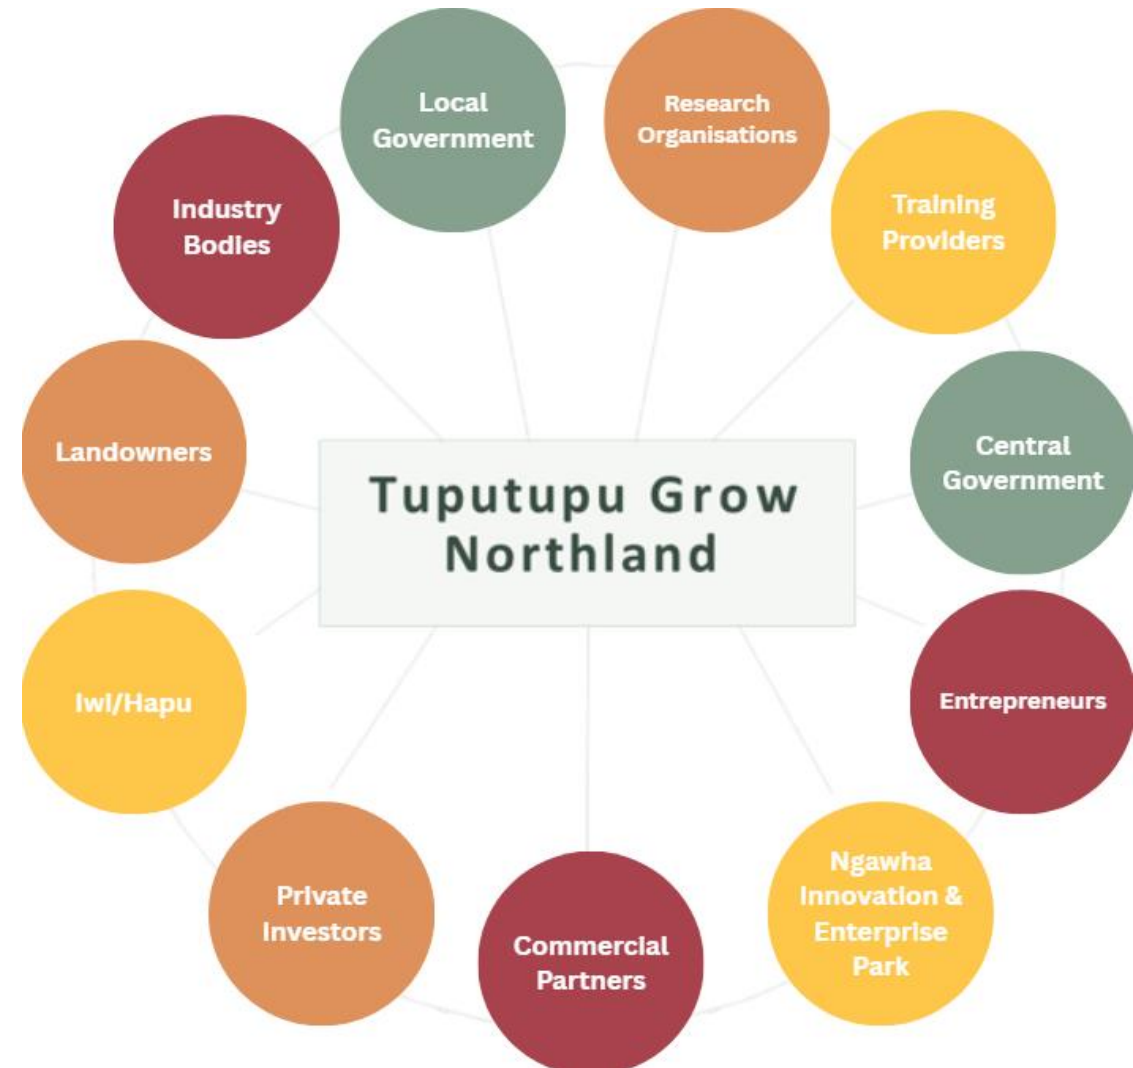 Local
Government
Research
Organisations
Training
Providers
Central
Government
Entrepreneurs
Ngawha
Innovation &
Enterprise
Park
Commercial
Partners
Private
Investors
Iwi/Hapu
Landowners
Industry
Bodies
Tuputupu Grow
Northland